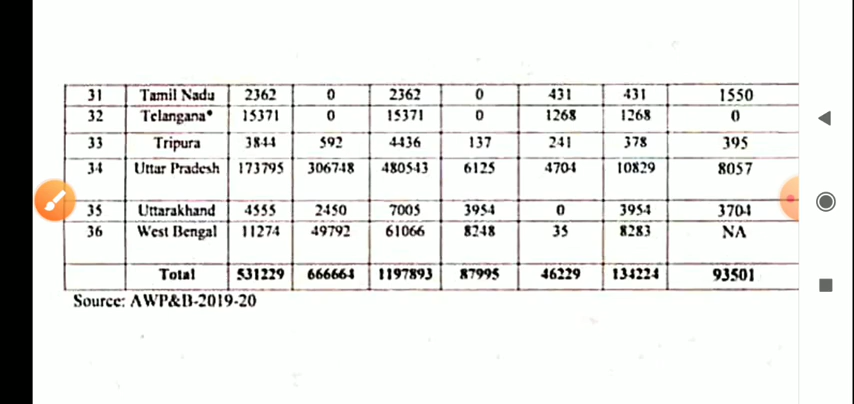 31 Tamil Nadu 2362 0 2362 0 431 431 1550
32 Telangana* 15371 0 15371 0 1268 1268 0
33 Tripura 3844 592 4436 137 241 378 395
34 Uttar Pradesh 173795 306748 480543 6125 4704 10829 8057
35 Uttarakhand 4555 2450 7005 3954 0 3954 3704
36 West Bengal 11274 49792 61066 8248 35 8283 NA
Total 531229 666664 1197893 87995 46229 134224 93501
Source: AWP&B-2019-20